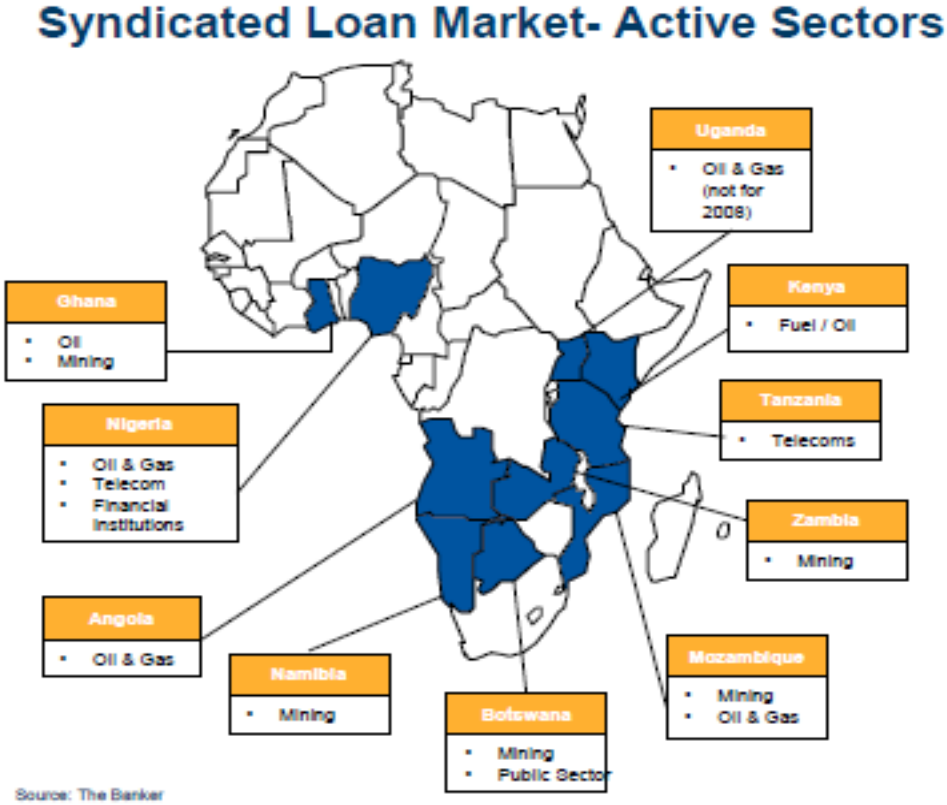 Syndicated Loan Market- Active Sectors
Uganda
• Oil & Gas
(not for
2008)
Ghana
• Oil
• Mining
Kenya
• Fuel / Oil
Nigeria
• Oil & Gas
• Telecom
• Financial
Institutions
Tanzania
• Telecoms
Zambia
• Mining
Angola
• Oil & Gas
Namibia
• Mining
Botswana
• Mining
• Public Sector
Mozambique
• Mining
• Oil & Gas
Source: The Banker